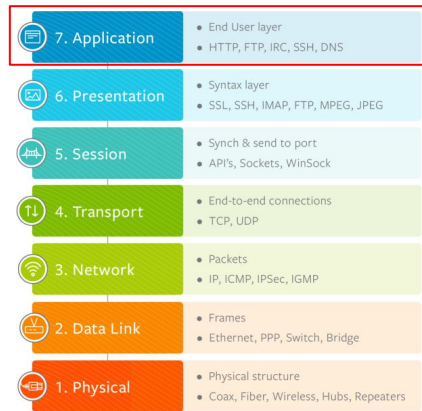 7. Application
• End User layer
• HTTP, FTP, IRC, SSH, DNS
6. Presentation
• Syntax layer
• SSL, SSH, IMAP, FTP, MPEG, JPEG
5. Session
• Synch & send to port
• API's, Sockets, WinSock
4. Transport
• End-to-end connections
• TCP, UDP
3. Network
• Packets
• IP, ICMP, IPSec, IGMP
2. Data Link
• Frames
• Ethernet, PPP, Switch, Bridge
1. Physical
• Physical structure
• Coax, Fiber, Wireless, Hubs, Repeaters